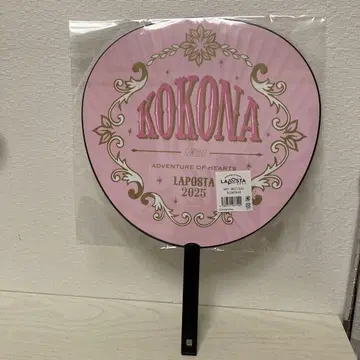 KOKONA
ADVENTURE OF HEARTS
LAPOSTA
2025
LAPOSTA